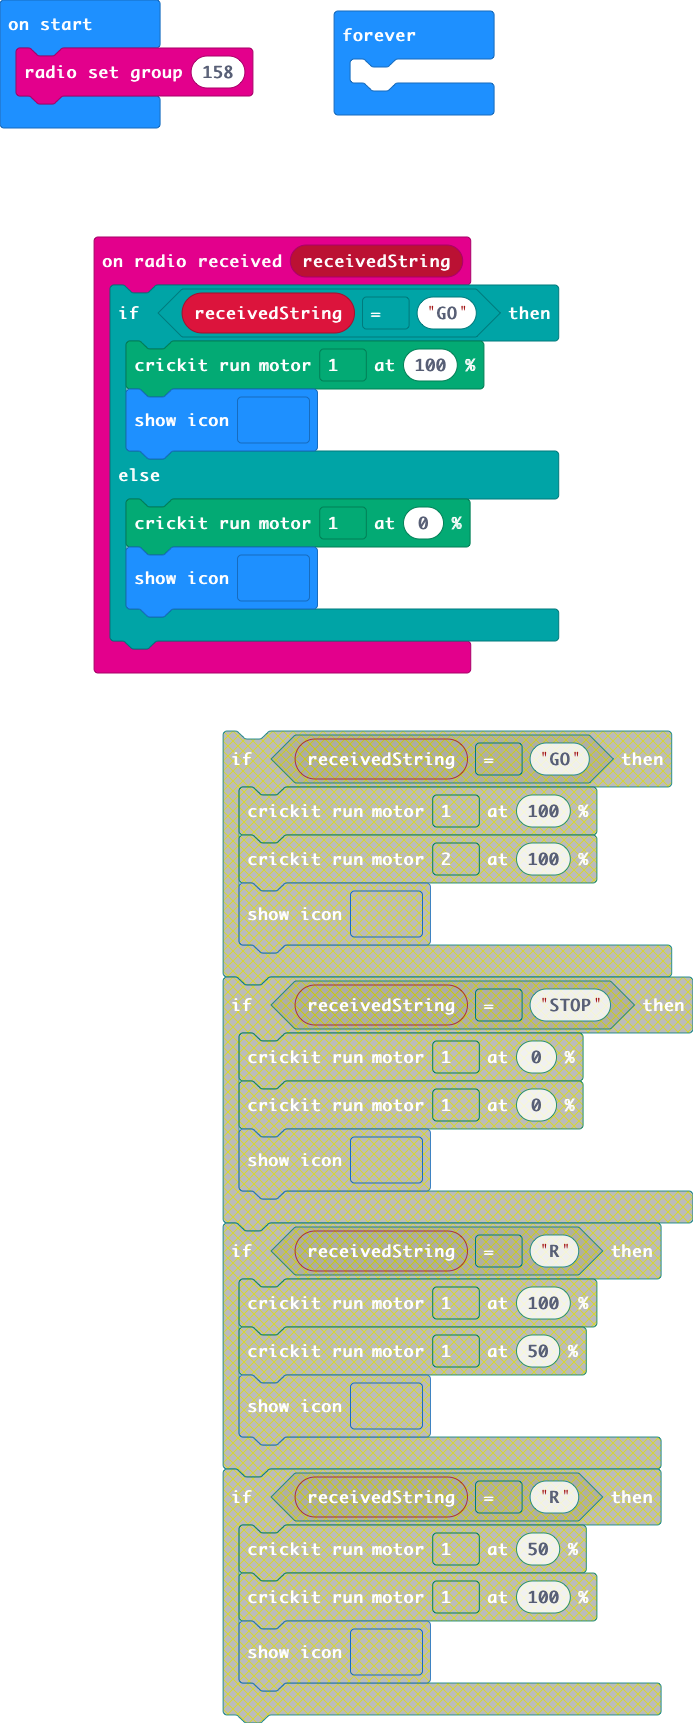 on start
radio set group 158
forever
on radio received receivedString
if receivedString = "GO" then
crickit run motor 1 at 100 %
show icon
else
crickit run motor 1 at 0 %
show icon
if receivedString = "GO" then
crickit run motor 1 at 100 %
crickit run motor 2 at 100 %
show icon
if receivedString = "STOP" then
crickit run motor 1 at 0 %
crickit run motor 1 at 0 %
show icon
if receivedString = "R" then
crickit run motor 1 at 100 %
crickit run motor 1 at 50 %
show icon
if receivedString = "R" then
crickit run motor 1 at 50 %
crickit run motor 1 at 100 %
show icon